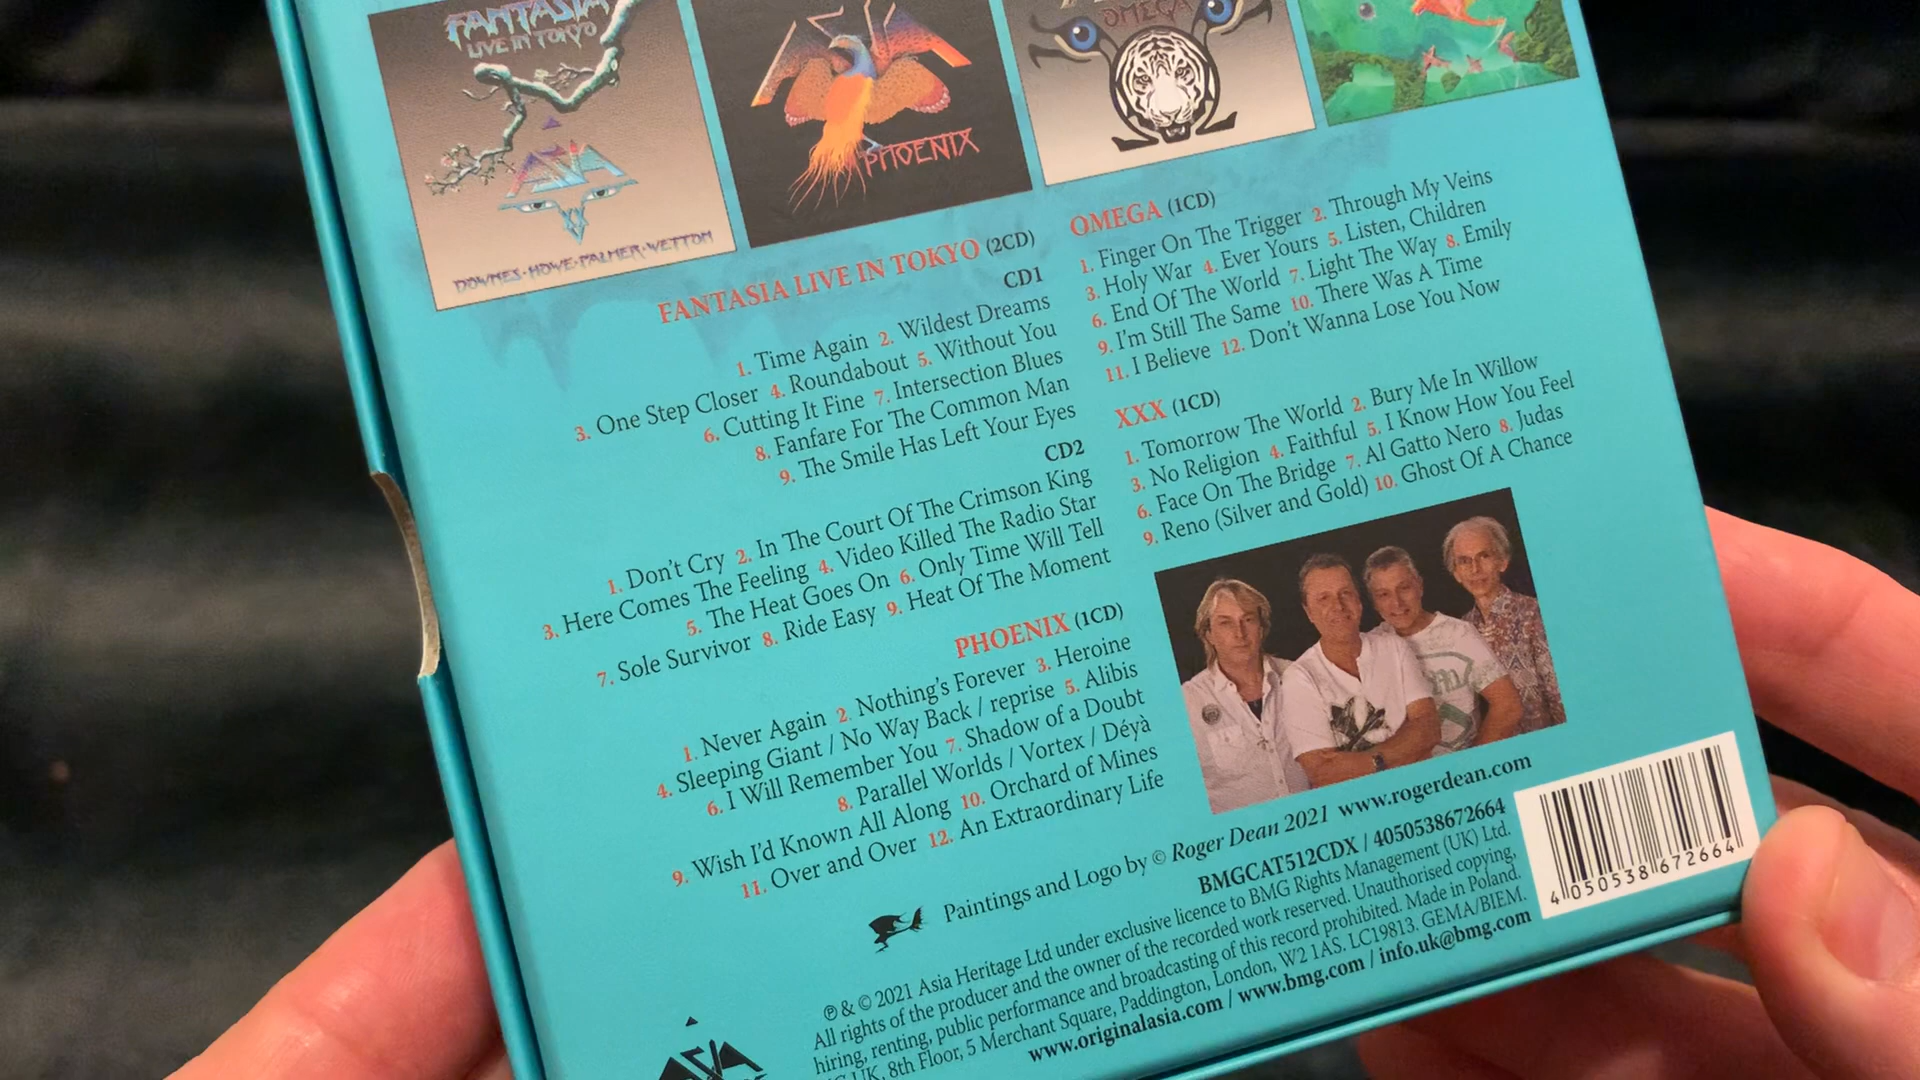 FANTASIA
LIVE IN TOKYO
DOWNES·HOWE·PALMER·WETTON
PHOENIX
OMEGA
FANTASIA LIVE IN TOKYO (2CD)
CD1
1. Time Again 2. Wildest Dreams
3. One Step Closer 4. Roundabout 5. Without You
6. Cutting It Fine 7. Intersection Blues
8. Fanfare For The Common Man
9. The Smile Has Left Your Eyes
CD2
1. Don't Cry 2. In The Court Of The Crimson King
3. Here Comes The Feeling 4. Video Killed The Radio Star
5. The Heat Goes On 6. Only Time Will Tell
7. Sole Survivor 8. Ride Easy 9. Heat Of The Moment
PHOENIX (1CD)
1. Never Again 2. Nothing's Forever 3. Heroine
4. Sleeping Giant / No Way Back / reprise 5. Alibis
6. I Will Remember You 7. Shadow of a Doubt
8. Parallel Worlds / Vortex / Déyà
9. Wish I'd Known All Along 10. Orchard of Mines
11. Over and Over 12. An Extraordinary Life
OMEGA (1CD)
1. Finger On The Trigger 2. Through My Veins
3. Holy War 4. Ever Yours 5. Listen, Children
6. End Of The World 7. Light The Way 8. Emily
9. I'm Still The Same 10. There Was A Time
11. I Believe 12. Don't Wanna Lose You Now
XXX (1CD)
1. Tomorrow The World 2. Bury Me In Willow
3. No Religion 4. Faithful 5. I Know How You Feel
6. Face On The Bridge 7. Al Gatto Nero 8. Judas
9. Reno (Silver and Gold) 10. Ghost Of A Chance
Paintings and Logo by © Roger Dean 2021 www.rogerdean.com
BMGCAT512CDX / 4050538672664
℗ & © 2021 Asia Heritage Ltd under exclusive licence to BMG Rights Management (UK) Ltd.
All rights of the producer and the owner of the recorded work reserved. Unauthorised copying,
hiring, renting, public performance and broadcasting of this record prohibited. Made in Poland.
UK, 8th Floor, 5 Merchant Square, Paddington, London, W2 1AS. LC19813. GEMA/BIEM.
www.originalasia.com / www.bmg.com / info.uk@bmg.com
4 050538 672664
ASIA